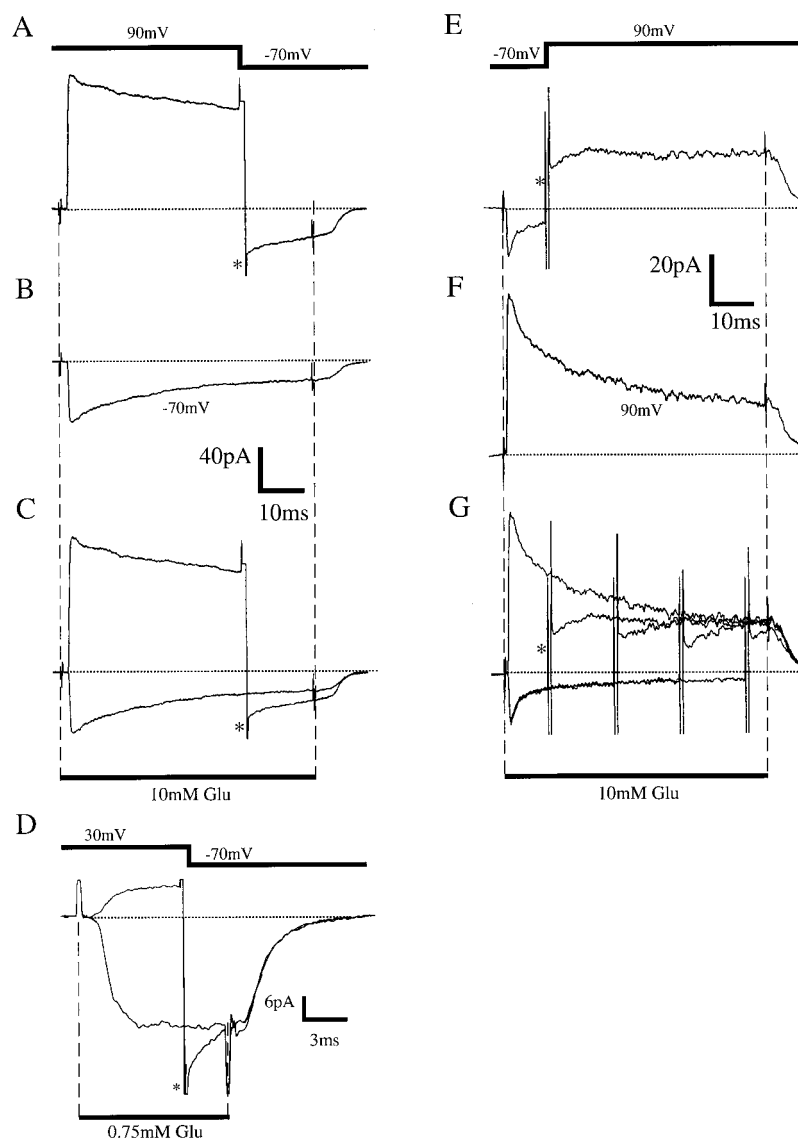 A
90mV
-70mV
*
B
-70mV
40pA
10ms
C
*
10mM Glu
D
30mV
-70mV
6pA
3ms
*
0.75mM Glu
E
-70mV
90mV
*
20pA
10ms
F
90mV
G
*
10mM Glu